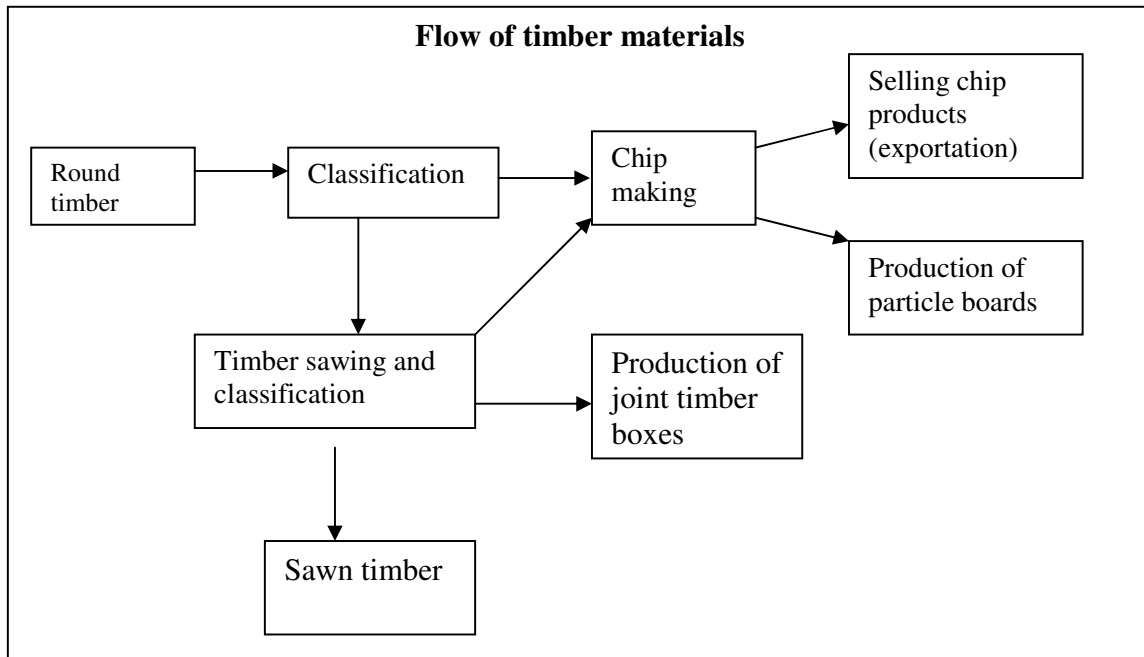 Flow of timber materials
Selling chip
products
(exportation)
Round
timber
Classification
Chip
making
Production of
particle boards
Timber sawing and
classification
Production of
joint timber
boxes
Sawn timber